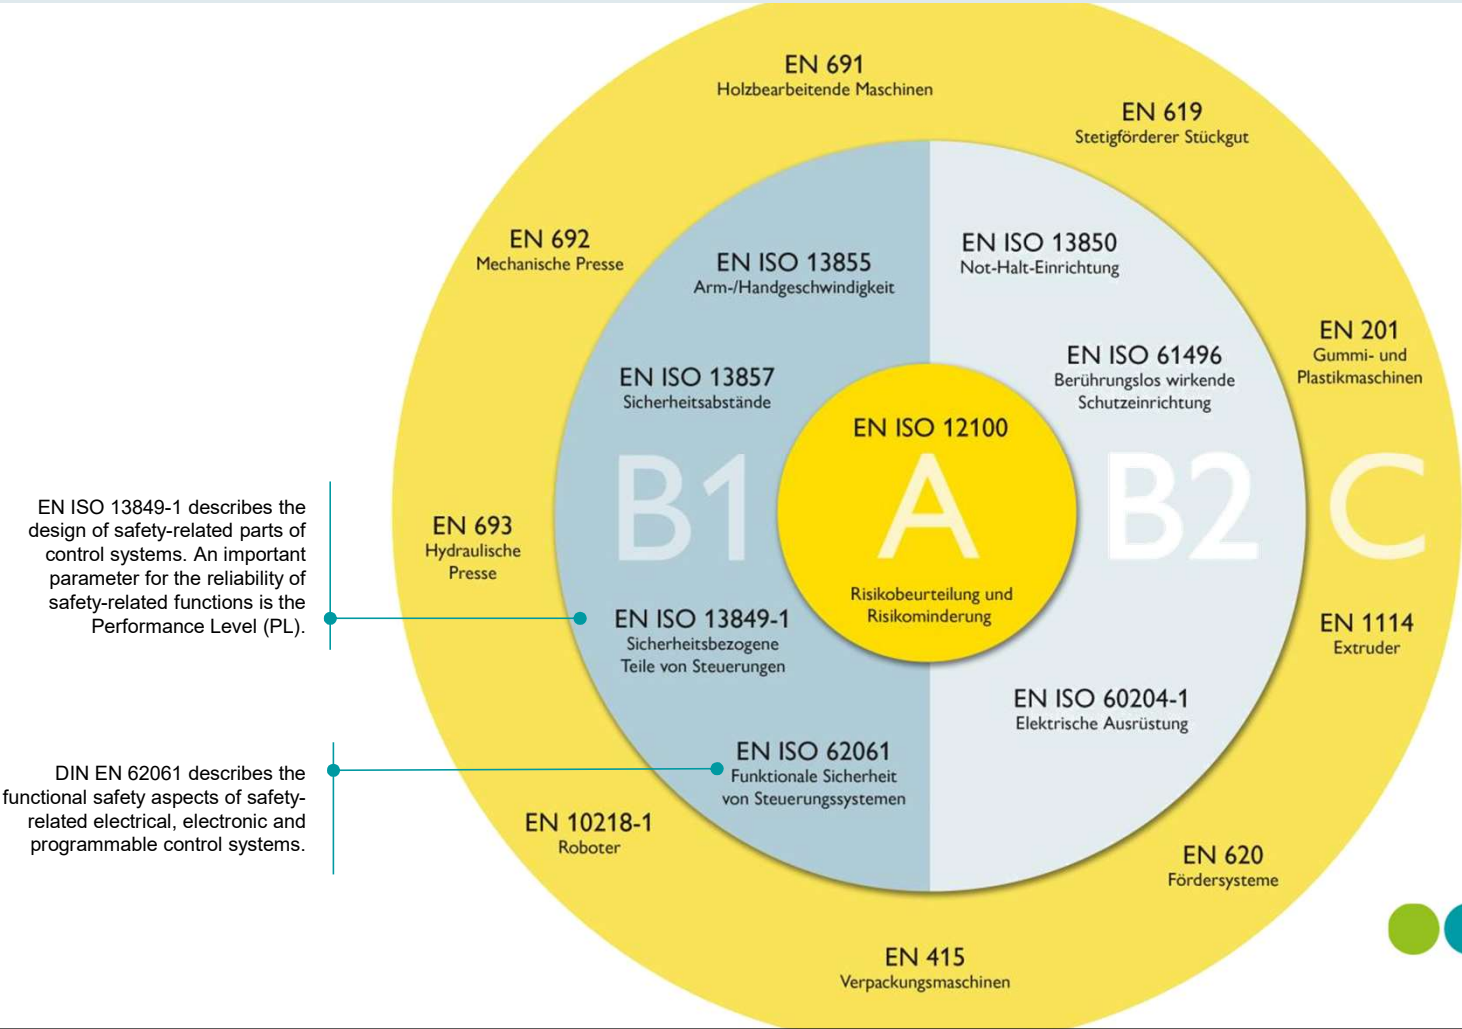 EN 691
Holzbearbeitende Maschinen
EN 619
Stetigförderer Stückgut
EN 692
Mechanische Presse
EN ISO 13855
Arm-/Handgeschwindigkeit
EN ISO 13850
Not-Halt-Einrichtung
EN 201
Gummi- und
Plastikmaschinen
EN ISO 13857
Sicherheitsabstände
EN ISO 61496
Berührungslos wirkende
Schutzeinrichtung
EN ISO 12100
B1
A
B2
C
Risikobeurteilung und
Risikominderung
EN ISO 13849-1 describes the
design of safety-related parts of
control systems. An important
parameter for the reliability of
safety-related functions is the
Performance Level (PL).
EN 693
Hydraulische
Presse
EN ISO 13849-1
Sicherheitsbezogene
Teile von Steuerungen
EN 1114
Extruder
EN ISO 60204-1
Elektrische Ausrüstung
DIN EN 62061 describes the
functional safety aspects of safety-
related electrical, electronic and
programmable control systems.
EN ISO 62061
Funktionale Sicherheit
von Steuerungssystemen
EN 10218-1
Roboter
EN 620
Fördersysteme
EN 415
Verpackungsmaschinen